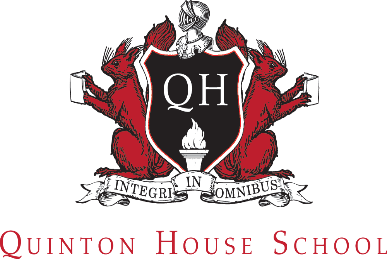 QH
INTEGRI IN OMNIBUS
QUINTON HOUSE SCHOOL